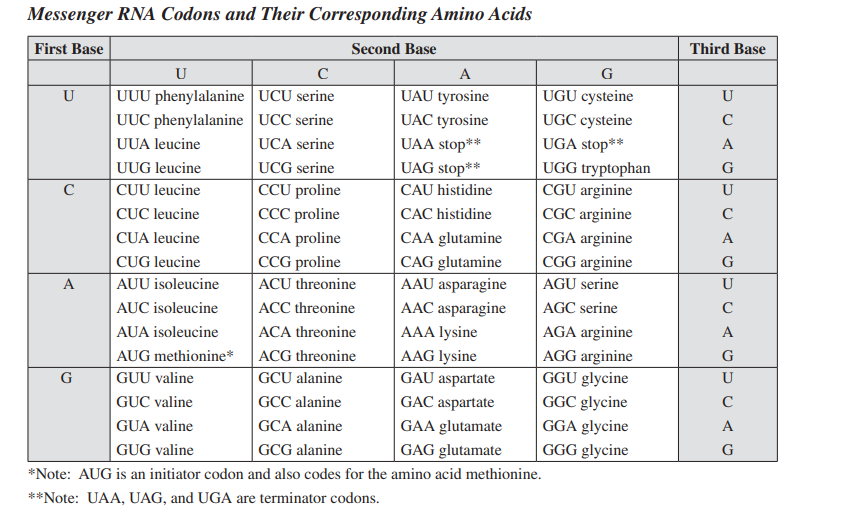 Messenger RNA Codons and Their Corresponding Amino Acids
First Base Second Base Third Base
U C A G
U UUU phenylalanine UCU serine UAU tyrosine UGU cysteine U
UUC phenylalanine UCC serine UAC tyrosine UGC cysteine C
UUA leucine UCA serine UAA stop** UGA stop** A
UUG leucine UCG serine UAG stop** UGG tryptophan G
C CUU leucine CCU proline CAU histidine CGU arginine U
CUC leucine CCC proline CAC histidine CGC arginine C
CUA leucine CCA proline CAA glutamine CGA arginine A
CUG leucine CCG proline CAG glutamine CGG arginine G
A AUU isoleucine ACU threonine AAU asparagine AGU serine U
AUC isoleucine ACC threonine AAC asparagine AGC serine C
AUA isoleucine ACA threonine AAA lysine AGA arginine A
AUG methionine* ACG threonine AAG lysine AGG arginine G
G GUU valine GCU alanine GAU aspartate GGU glycine U
GUC valine GCC alanine GAC aspartate GGC glycine C
GUA valine GCA alanine GAA glutamate GGA glycine A
GUG valine GCG alanine GAG glutamate GGG glycine G
*Note: AUG is an initiator codon and also codes for the amino acid methionine.
**Note: UAA, UAG, and UGA are terminator codons.